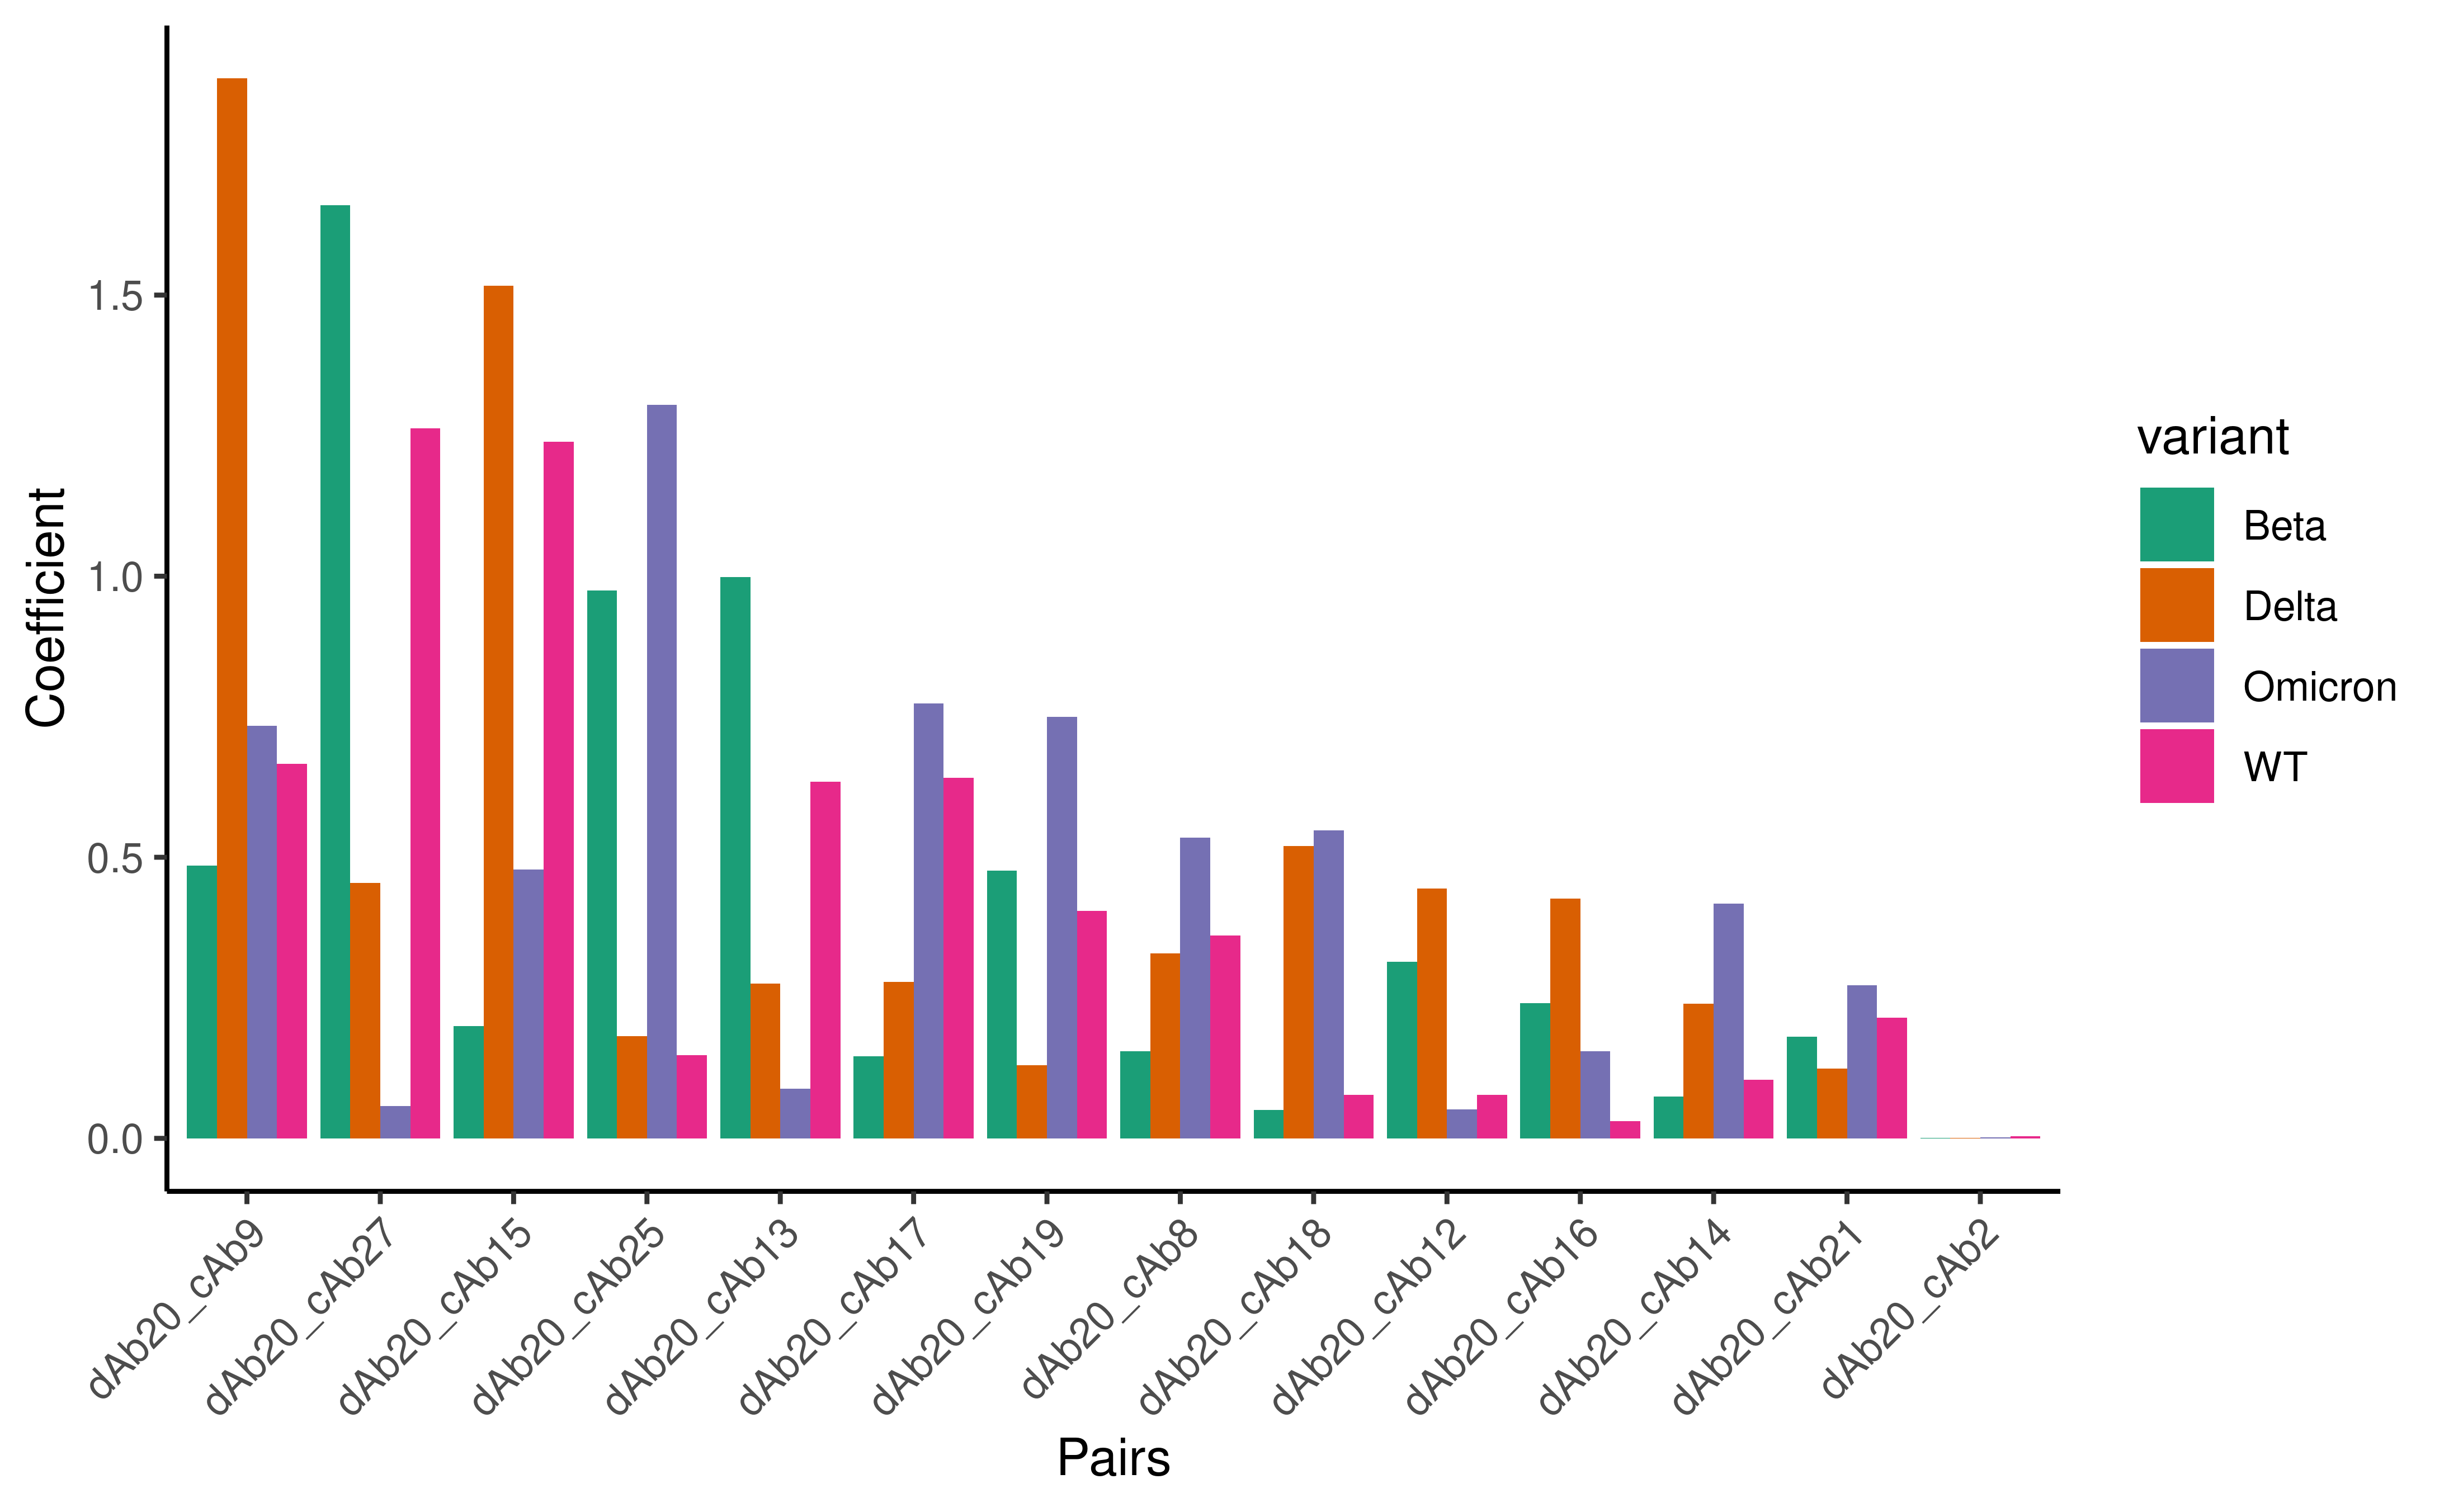 Coefficient
1.5
1.0
0.5
0.0
dAb20_cAb9
dAb20_cAb27
dAb20_cAb15
dAb20_cAb25
dAb20_cAb13
dAb20_cAb17
dAb20_cAb19
dAb20_cAb8
dAb20_cAb18
dAb20_cAb12
dAb20_cAb16
dAb20_cAb14
dAb20_cAb21
dAb20_cAb2
Pairs
variant
Beta
Delta
Omicron
WT